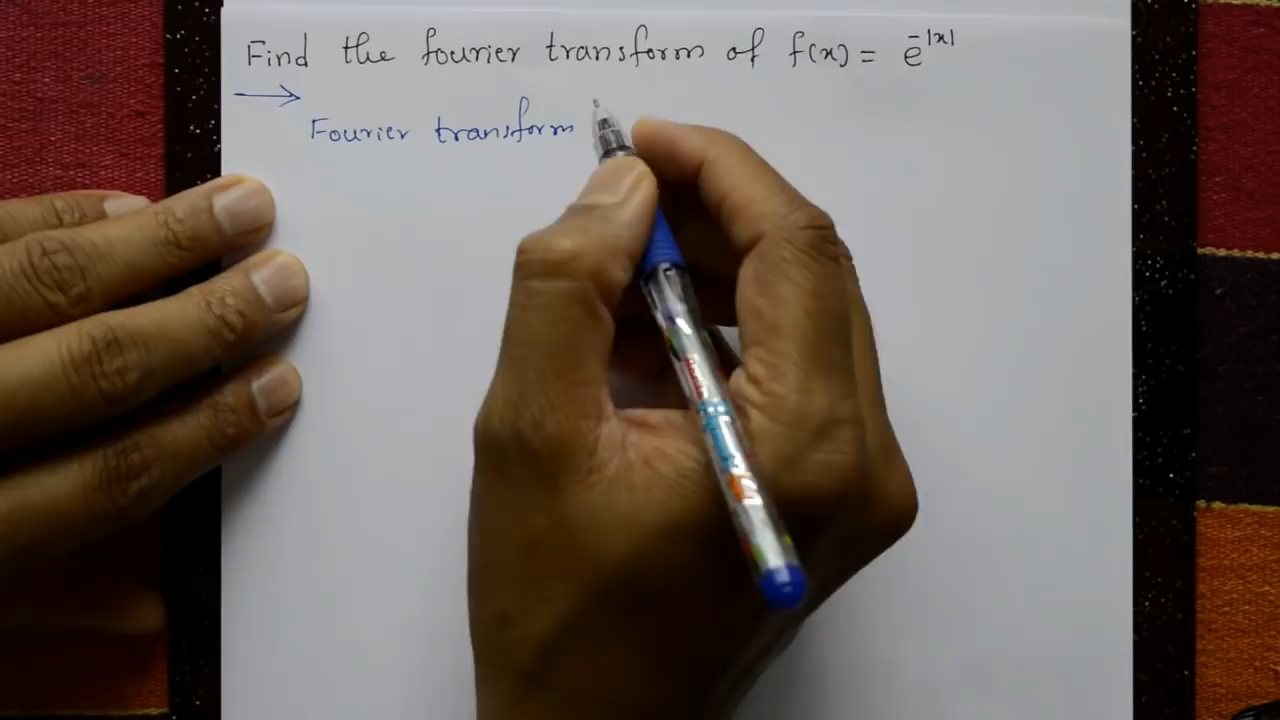 Find the fourier transform of f(x) = e^-|x|
Fourier transform